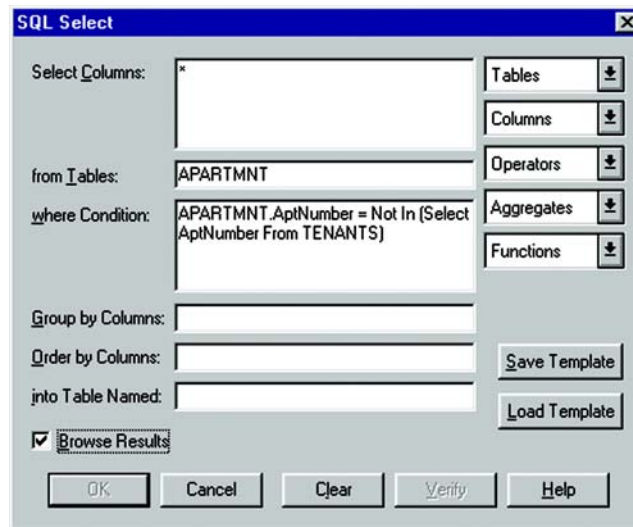 SQL Select
Select Columns:
*
Tables
Columns
from Tables:
APARTMNT
Operators
where Condition:
APARTMNT.AptNumber = Not In (Select
AptNumber From TENANTS)
Aggregates
Functions
Group by Columns:
Order by Columns:
into Table Named:
Save Template
Load Template
Browse Results
OK
Cancel
Clear
Verify
Help